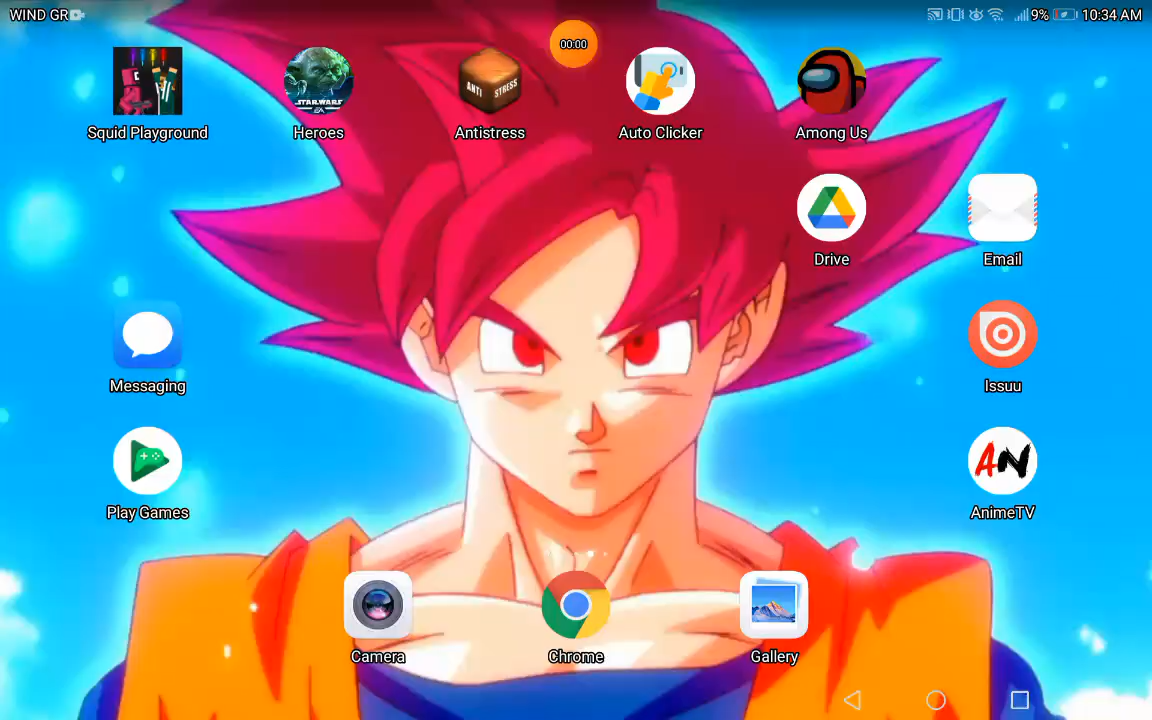 WIND GR
9% 10:34 AM
00:00
ANTI STRESS
STAR WARS
EA
Squid Playground
Heroes
Antistress
Auto Clicker
Among Us
Drive
Email
Messaging
Issuu
AN
Play Games
AnimeTV
Camera
Chrome
Gallery